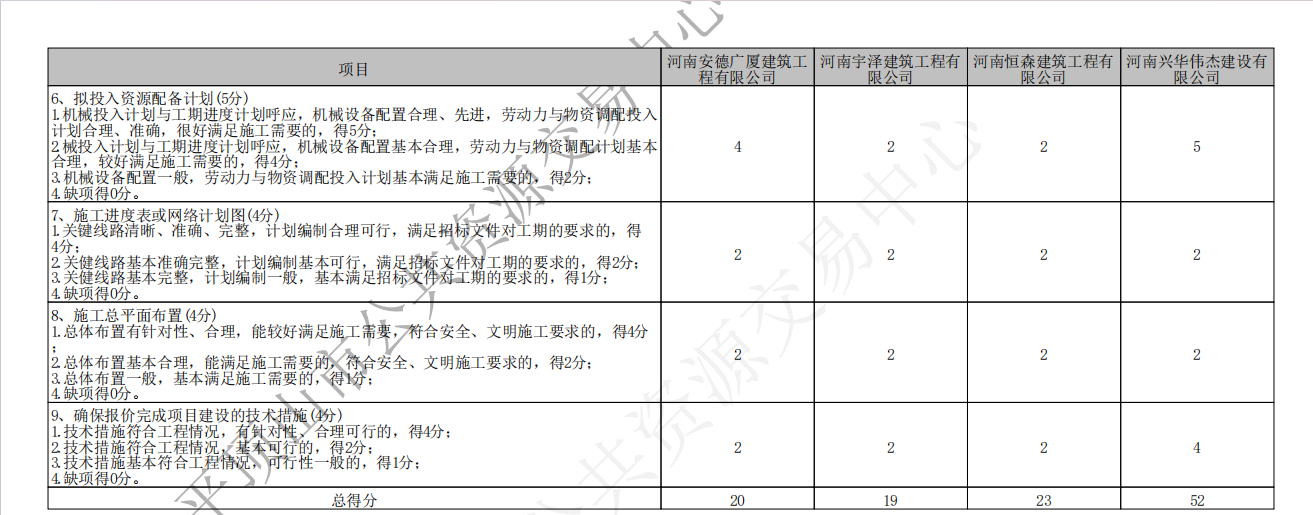 项目
河南安德广厦建筑工
程有限公司
河南宇泽建筑工程有
限公司
河南恒森建筑工程有
限公司
河南兴华伟杰建设有
限公司
6、拟投入资源配备计划(5分)
1.机械投入计划与工期进度计划呼应，机械设备配置合理、先进，劳动力与物资调配投入
计划合理、准确，很好满足施工需要的，得5分；
2.械投入计划与工期进度计划呼应，机械设备配置基本合理，劳动力与物资调配计划基本
合理，较好满足施工需要的，得4分；
3.机械设备配置一般，劳动力与物资调配投入计划基本满足施工需要的，得2分；
4.缺项得0分。
4
2
2
5
7、施工进度表或网络计划图(4分)
1.关键线路清晰、准确、完整，计划编制合理可行，满足招标文件对工期的要求的，得
4分；
2.关健线路基本准确完整，计划编制基本可行，满足招标文件对工期的要求的，得2分；
3.关健线路基本完整，计划编制一般，基本满足招标文件对工期的要求的，得1分；
4.缺项得0分。
2
2
2
2
8、施工总平面布置(4分)
1.总体布置有针对性、合理，能较好满足施工需要，符合安全、文明施工要求的，得4分
；
2.总体布置基本合理，能满足施工需要的，符合安全、文明施工要求的，得2分；
3.总体布置一般，基本满足施工需要的，得1分；
4.缺项得0分。
2
2
2
2
9、确保报价完成项目建设的技术措施(4分)
1.技术措施符合工程情况，有针对性、合理可行的，得4分；
2.技术措施符合工程情况，基本可行的，得2分；
3.技术措施基本符合工程情况，可行性一般的，得1分；
4.缺项得0分。
2
2
2
4
总得分
20
19
23
52
平顶山市公共资源交易中心
公共资源交易中心